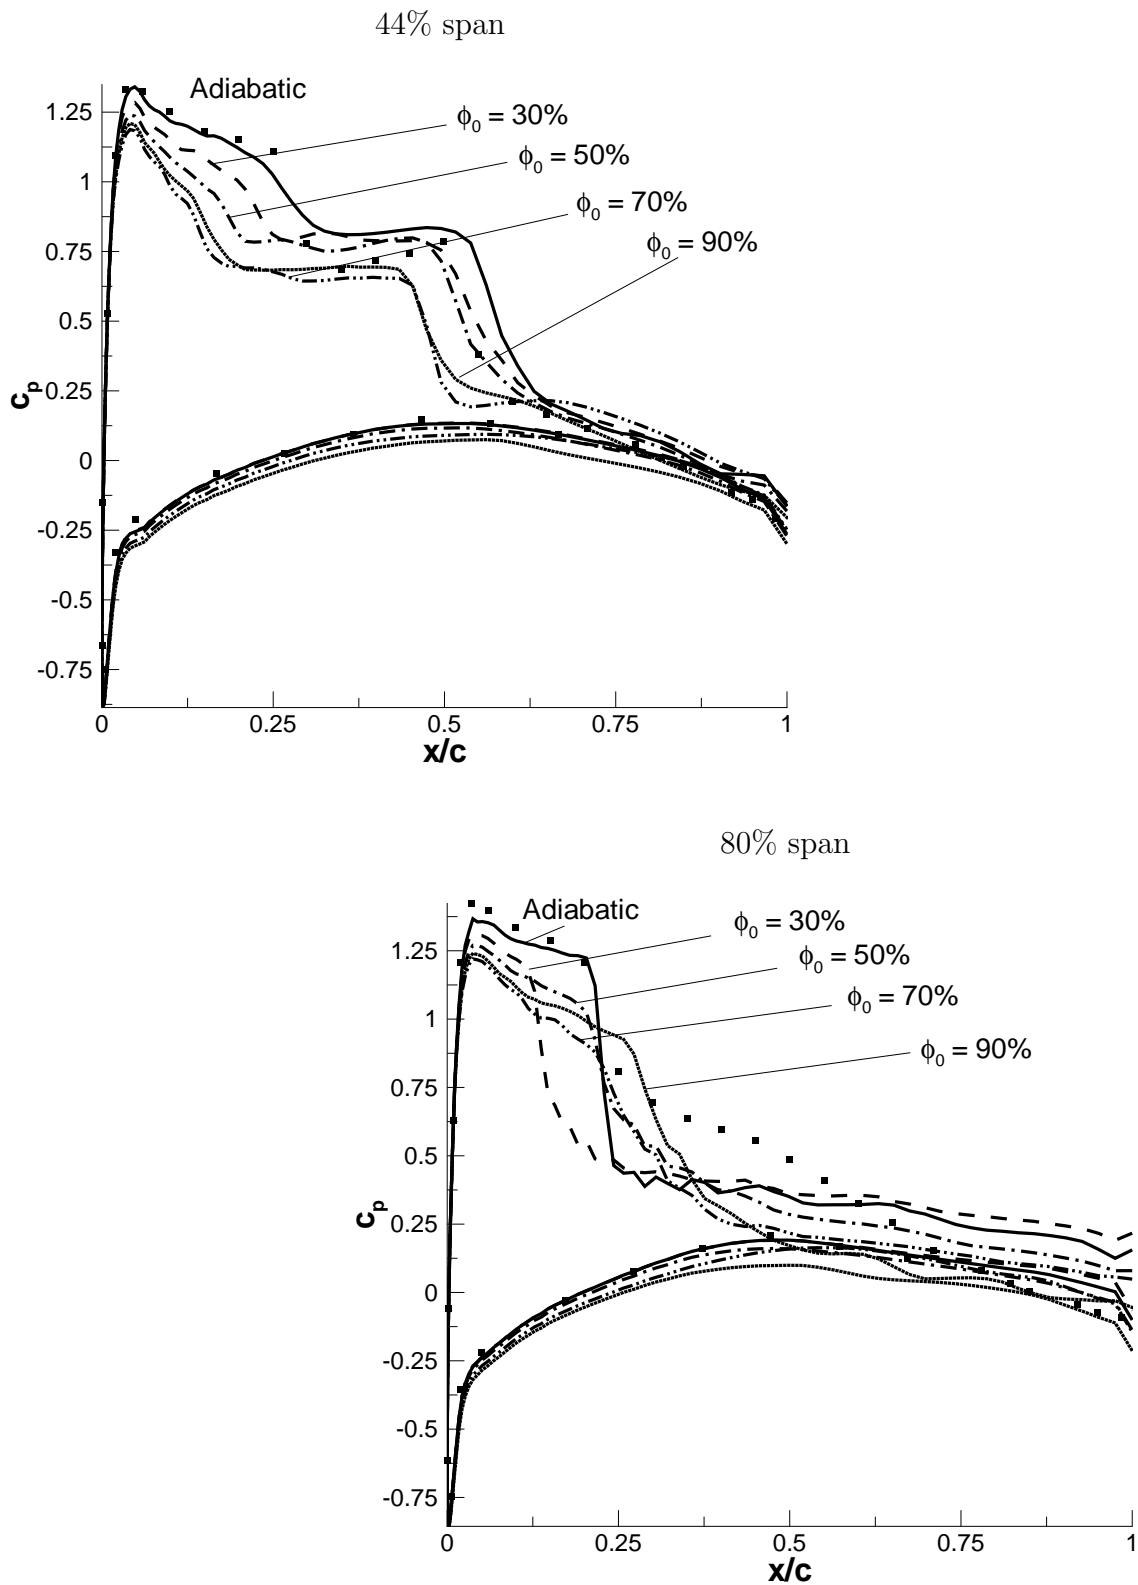 44% span
Adiabatic
ϕ₀ = 30%
ϕ₀ = 50%
ϕ₀ = 70%
ϕ₀ = 90%
1.25
1
0.75
0.5
0.25
0
-0.25
-0.5
-0.75
cₚ
0 0.25 0.5 0.75 1
x/c
80% span
Adiabatic
ϕ₀ = 30%
ϕ₀ = 50%
ϕ₀ = 70%
ϕ₀ = 90%
1.25
1
0.75
0.5
0.25
0
-0.25
-0.5
-0.75
cₚ
0 0.25 0.5 0.75 1
x/c